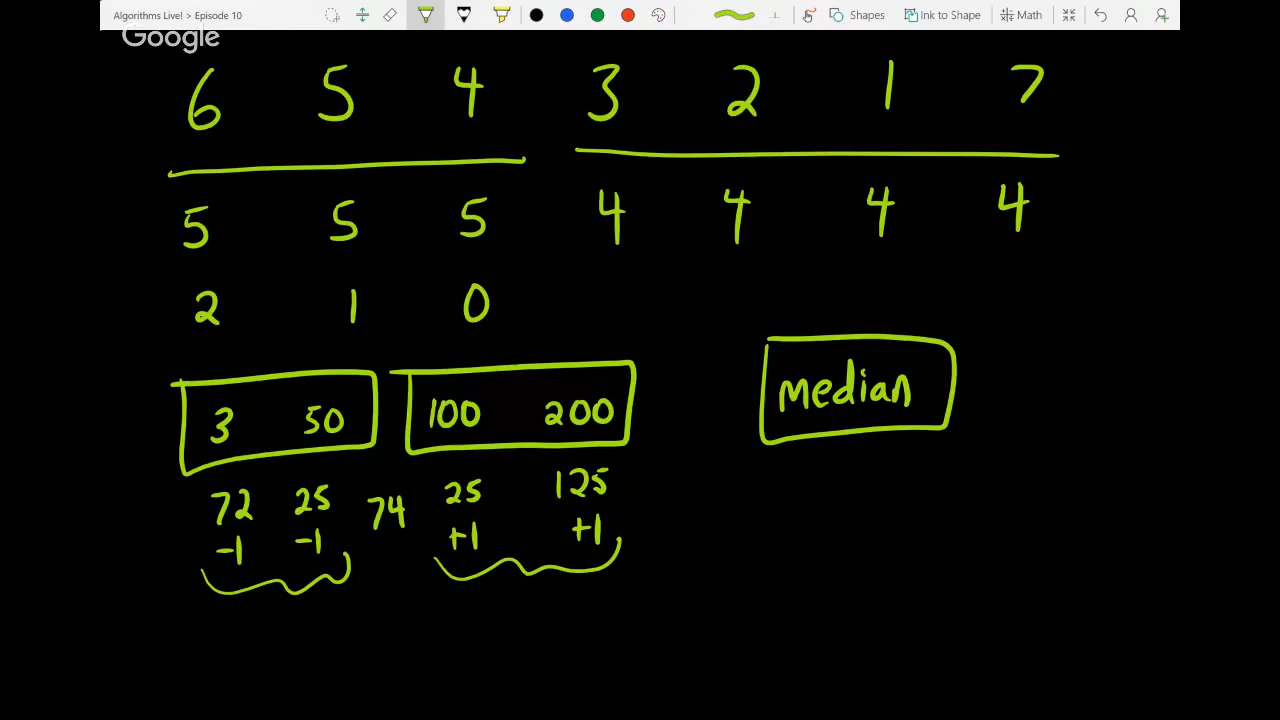 Algorithms Live! > Episode 10 Shapes Ink to Shape Math
Google
6 5 4 3 2 1 7
5 5 5 4 4 4 4
2 1 0
median
3 50 100 200
72 25 74 25 125
-1 -1 +1 +1